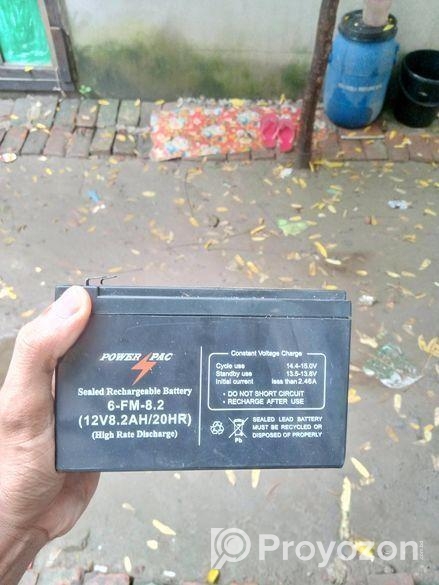 POWER PAC
Sealed Rechargeable Battery
6-FM-8.2
(12V8.2AH/20HR)
(High Rate Discharge)
Constant Voltage Charge
Cycle use 14.4-15.0V
Standby use 13.5-13.8V
Initial current less than 2.46A
● DO NOT SHORT CIRCUIT
● RECHARGE AFTER USE
Pb
SEALED LEAD BATTERY
MUST BE RECYCLED OR
DISPOSED OF PROPERLY
Proyozon